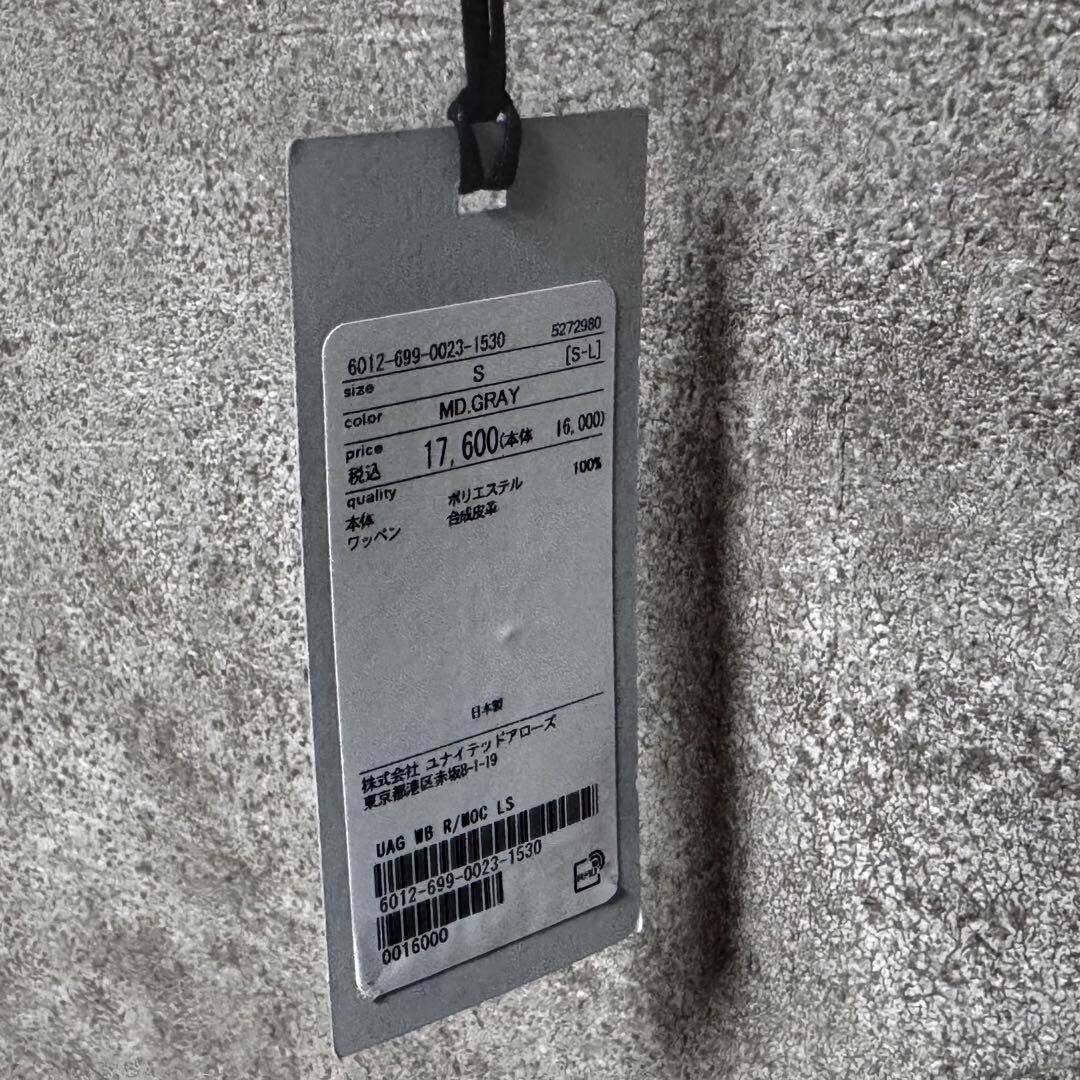 6012-699-0023-1530 5272980
size S [S-L]
color MD.GRAY
price
税込 17,600(本体 16,000)
quality
本体 ポリエステル 100%
ワッペン 合成皮革
日本製
株式会社 ユナイテッドアローズ
東京都港区赤坂8-1-19
UAG WB R/MOC LS
6012-699-0023-1530
0016000